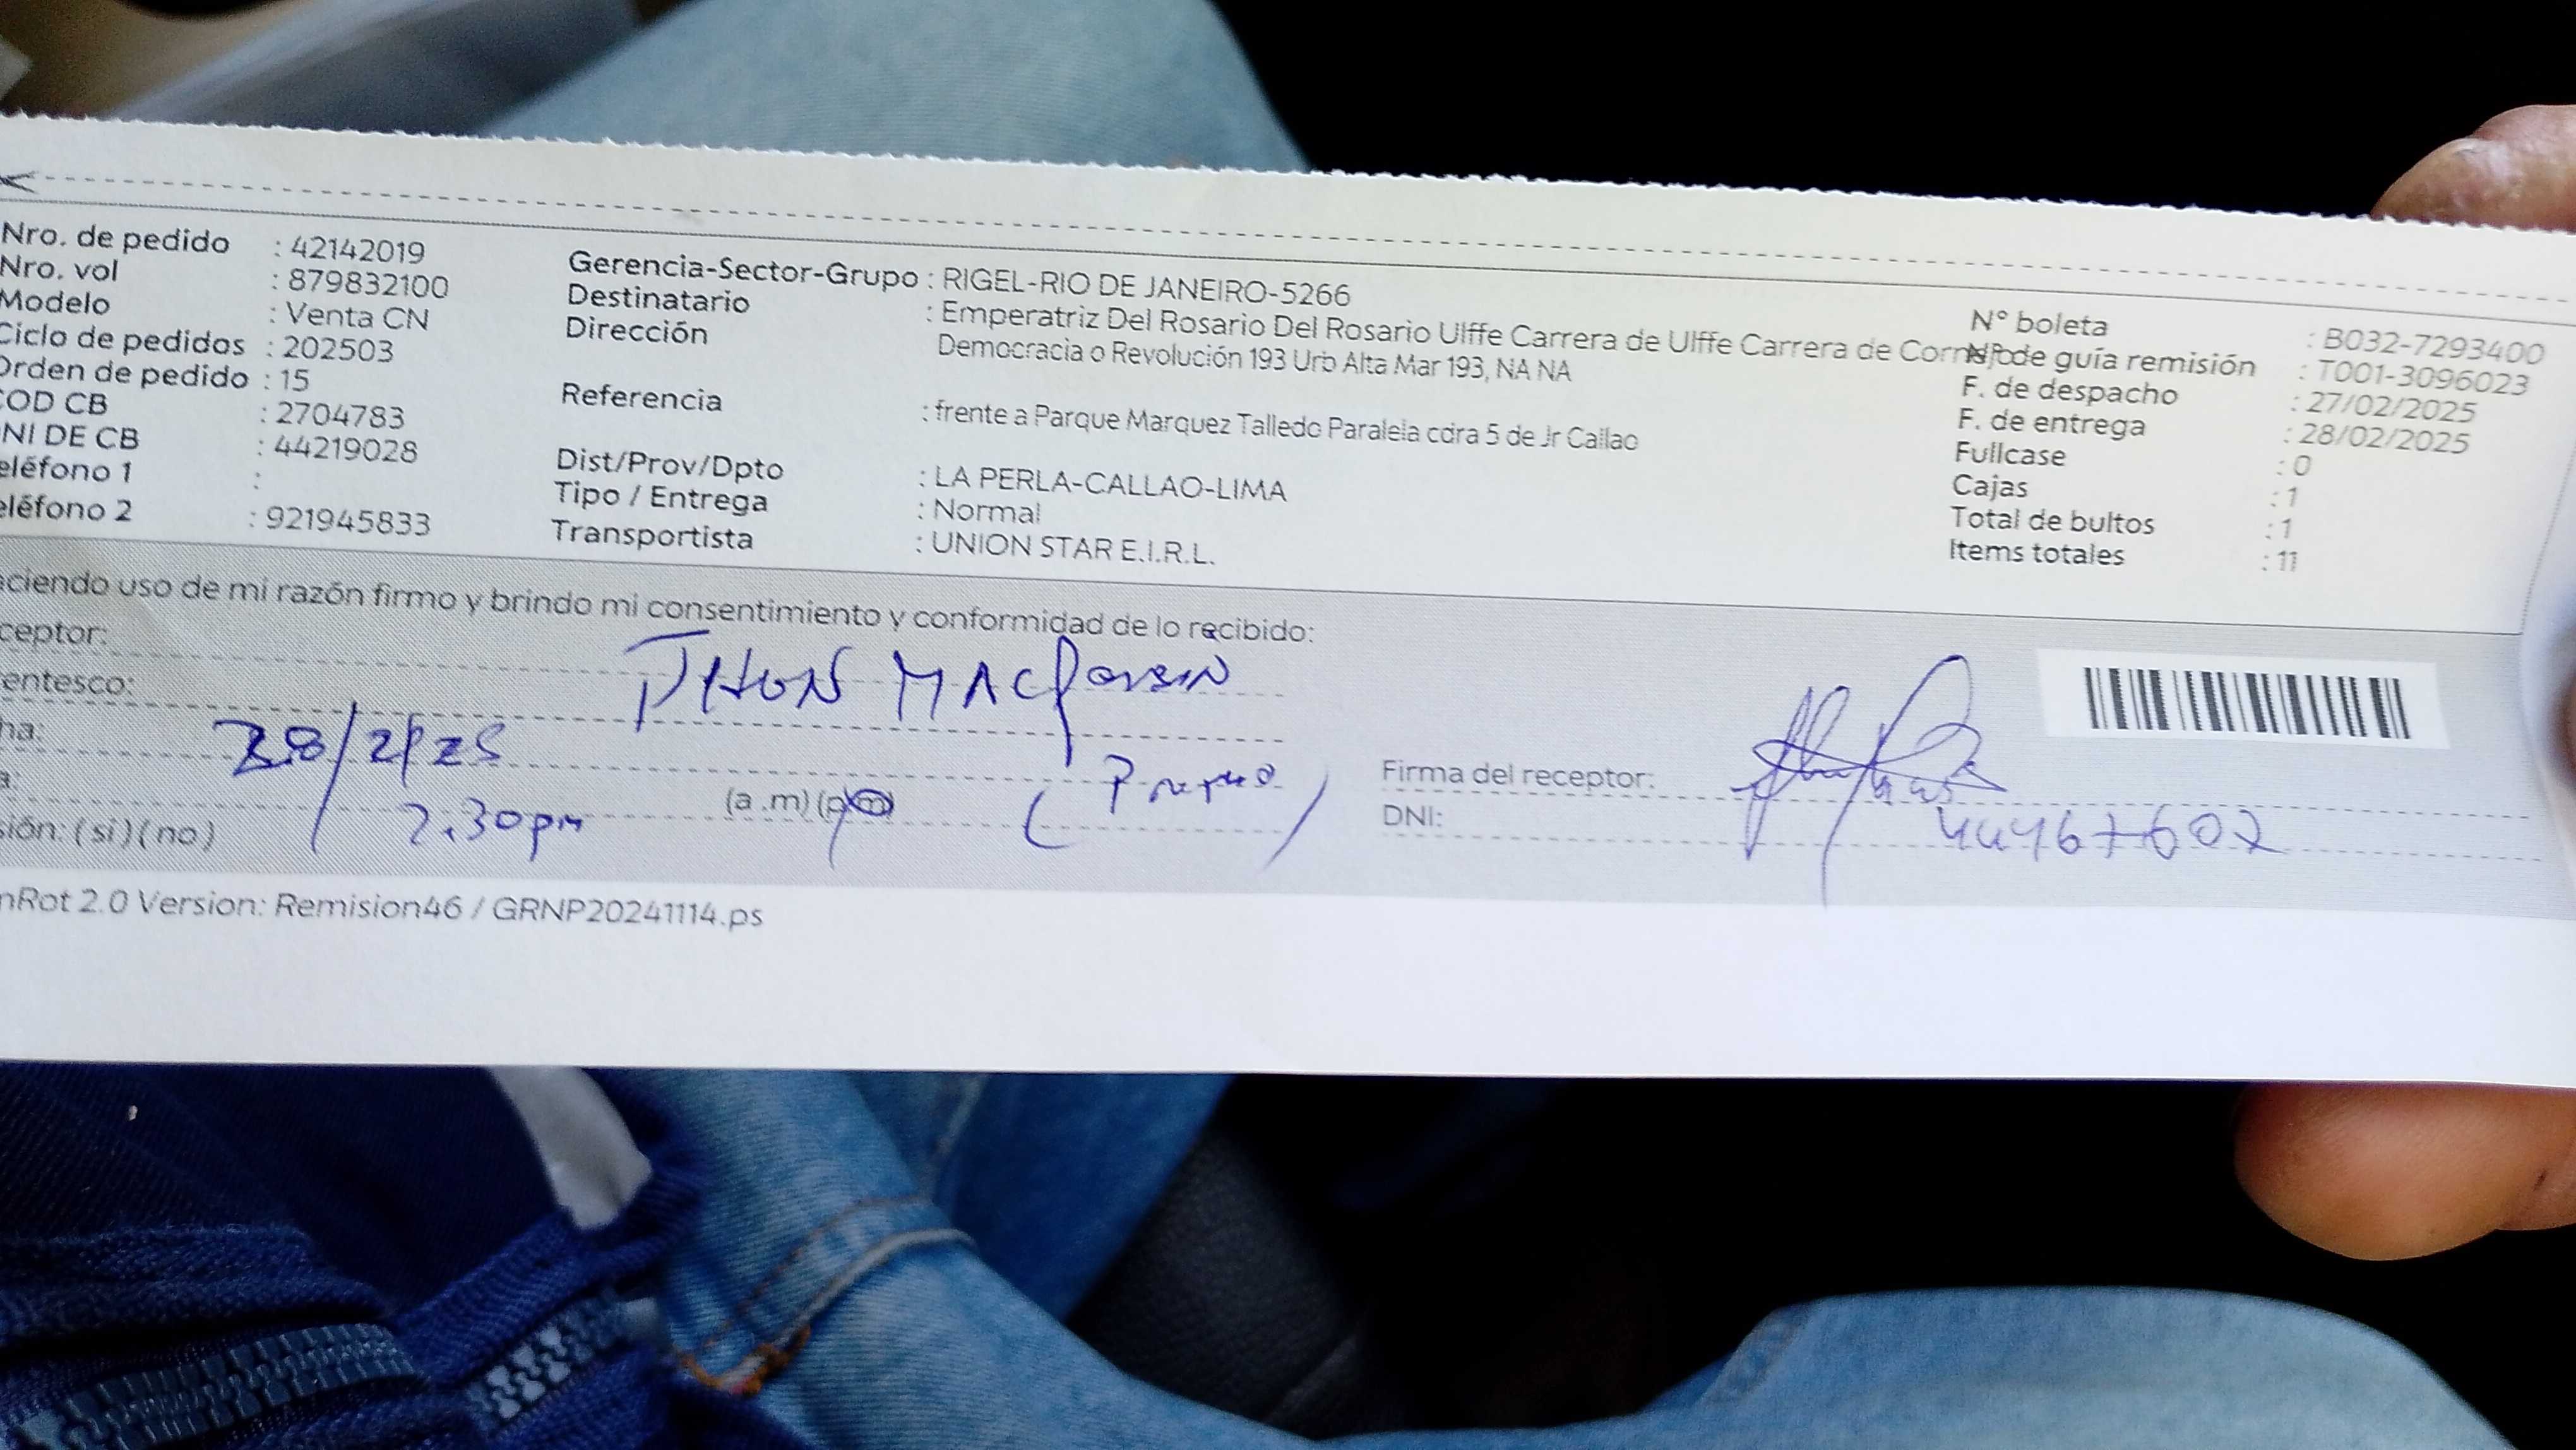 Nro. de pedido : 42142019
Nro. vol : 879832100
Modelo : Venta CN
Ciclo de pedidos : 202503
Orden de pedido : 15
COD CB : 2704783
NI DE CB : 44219028
eléfono 1 :
eléfono 2 : 921945833
Gerencia-Sector-Grupo : RIGEL-RIO DE JANEIRO-5266
Destinatario : Emperatriz Del Rosario Del Rosario Ulffe Carrera de Ulffe Carrera de
Dirección Democracia o Revolución 193 Urb Alta Mar 193, NA NA
Referencia : frente a Parque Marquez Talledo Paralela cdra 5 de Jr Callao
Dist/Prov/Dpto : LA PERLA-CALLAO-LIMA
Tipo / Entrega : Normal
Transportista : UNION STAR E.I.R.L.
N° boleta : B032-7293400
N° de guía remisión : T001-3096023
F. de despacho : 27/02/2025
F. de entrega : 28/02/2025
Fullcase : 0
Cajas : 1
Total de bultos : 1
Items totales : 11
aciendo uso de mi razón firmo y brindo mi consentimiento y conformidad de lo recibido:
ceptor:
JHON
entesco:
ha: 28/2/25
a: 2.30pm (a .m) (p.m)
sión: ( si ) ( no )
Firma del receptor:
DNI: 44467602
nRot 2.0 Version: Remision46 / GRNP20241114.ps